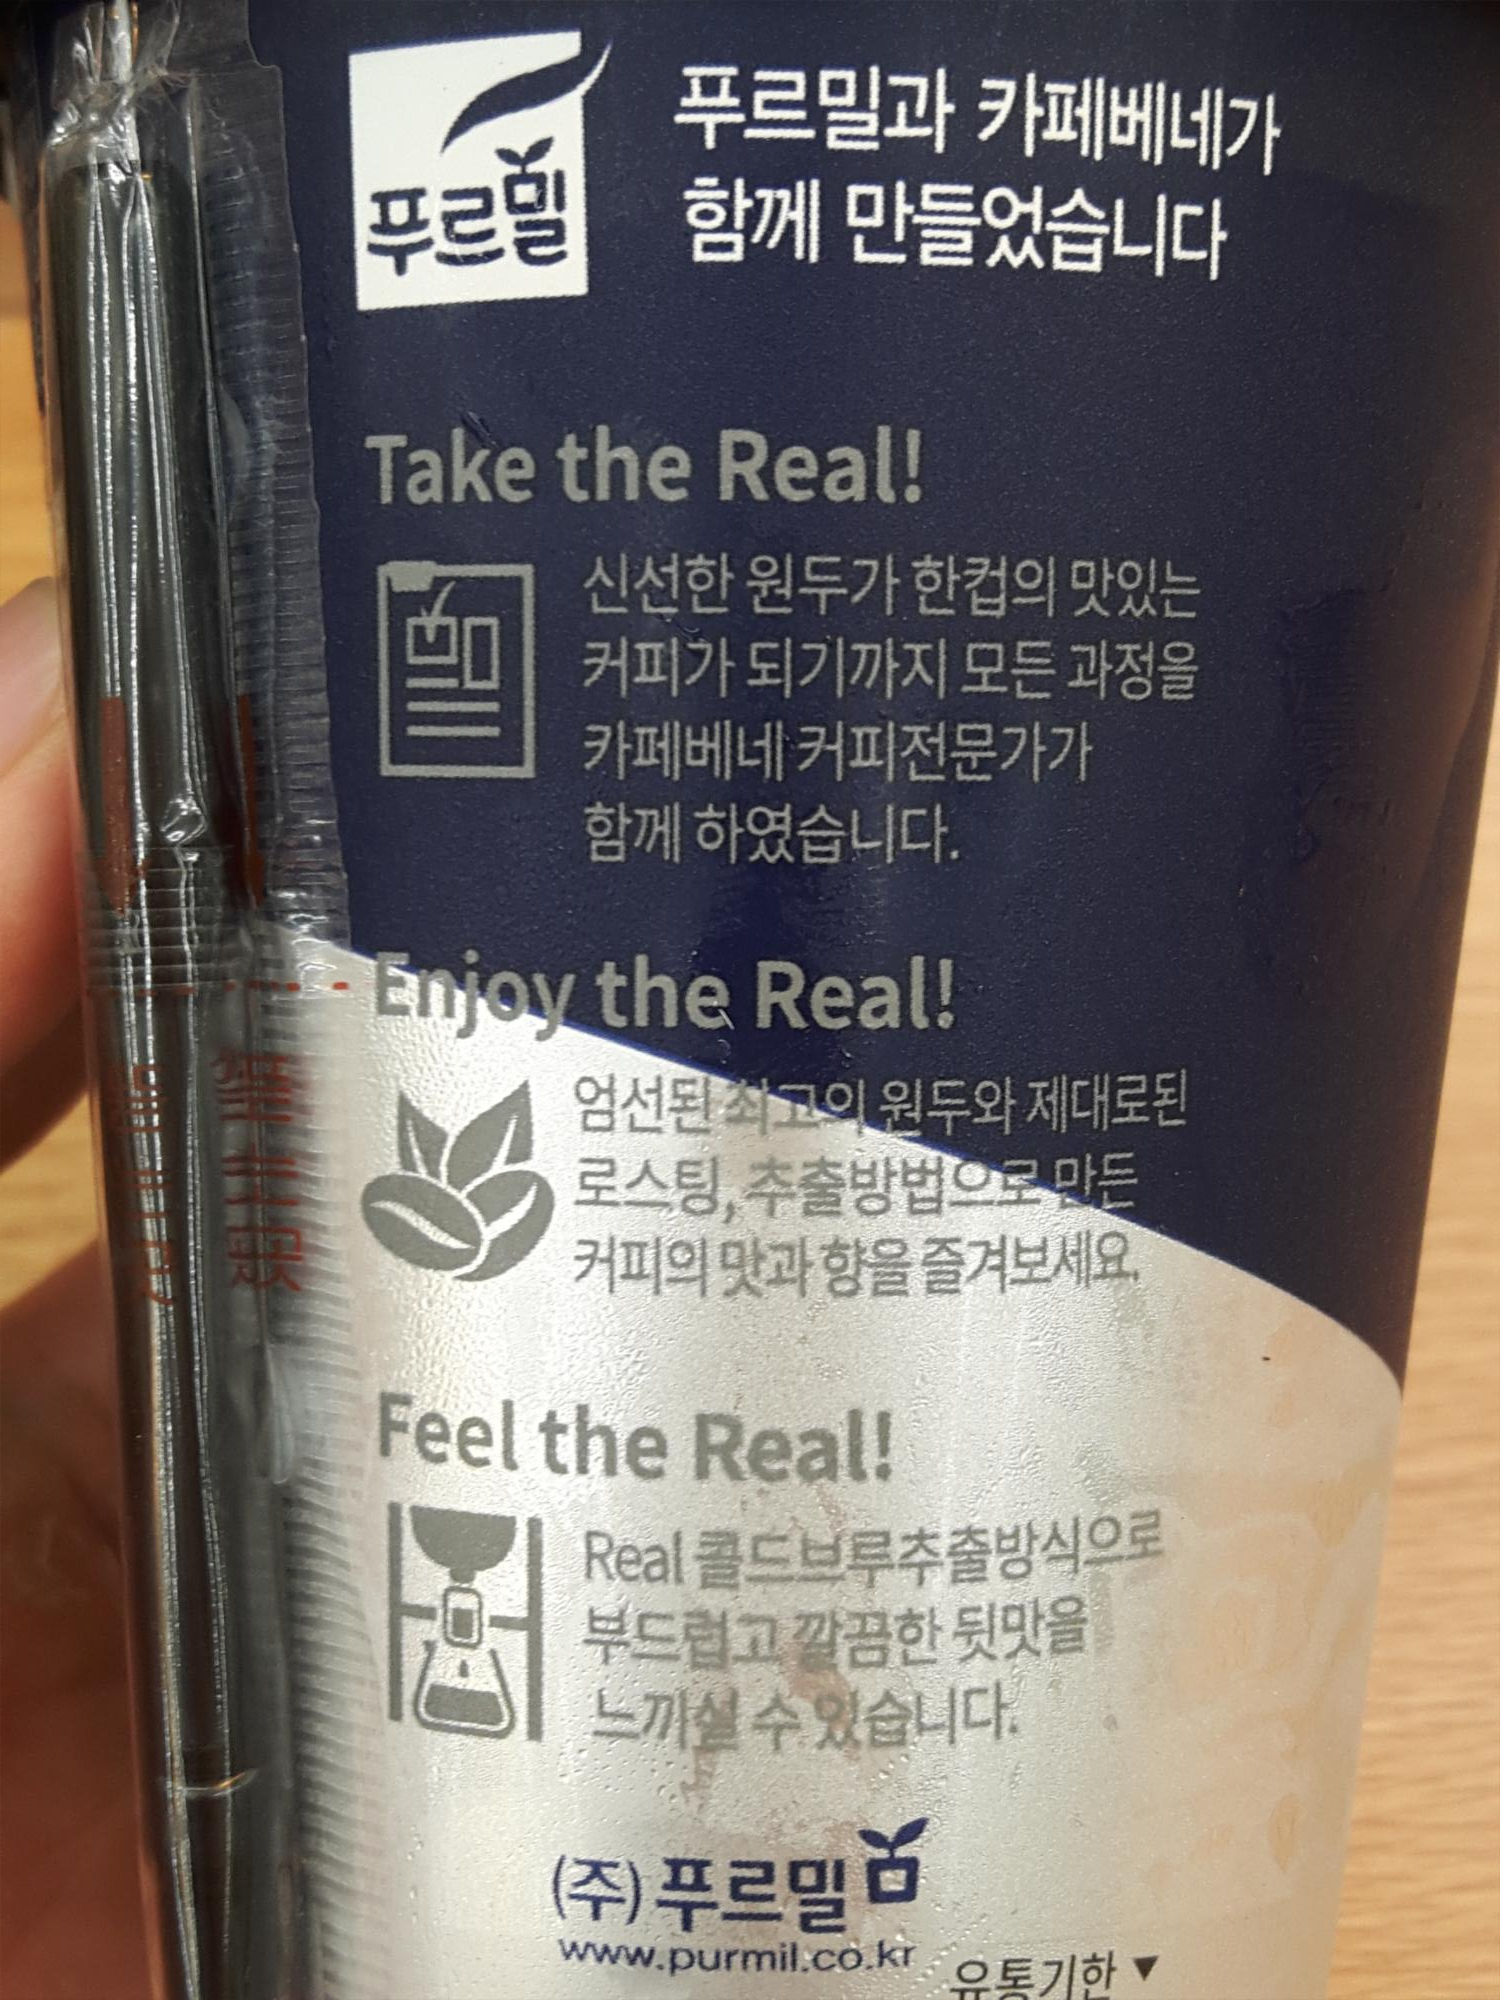 푸르밀
푸르밀과 카페베네가
함께 만들었습니다
Take the Real!
신선한 원두가 한컵의 맛있는
커피가 되기까지 모든 과정을
카페베네 커피전문가가
함께 하였습니다.
Enjoy the Real!
엄선된 최고의 원두와 제대로된
로스팅, 추출방법으로 만든
커피의 맛과 향을 즐겨보세요.
Feel the Real!
Real 콜드브루추출방식으로
부드럽고 깔끔한 뒷맛을
느끼실 수 있습니다.
(주)푸르밀
www.purmil.co.kr
유통기한▼